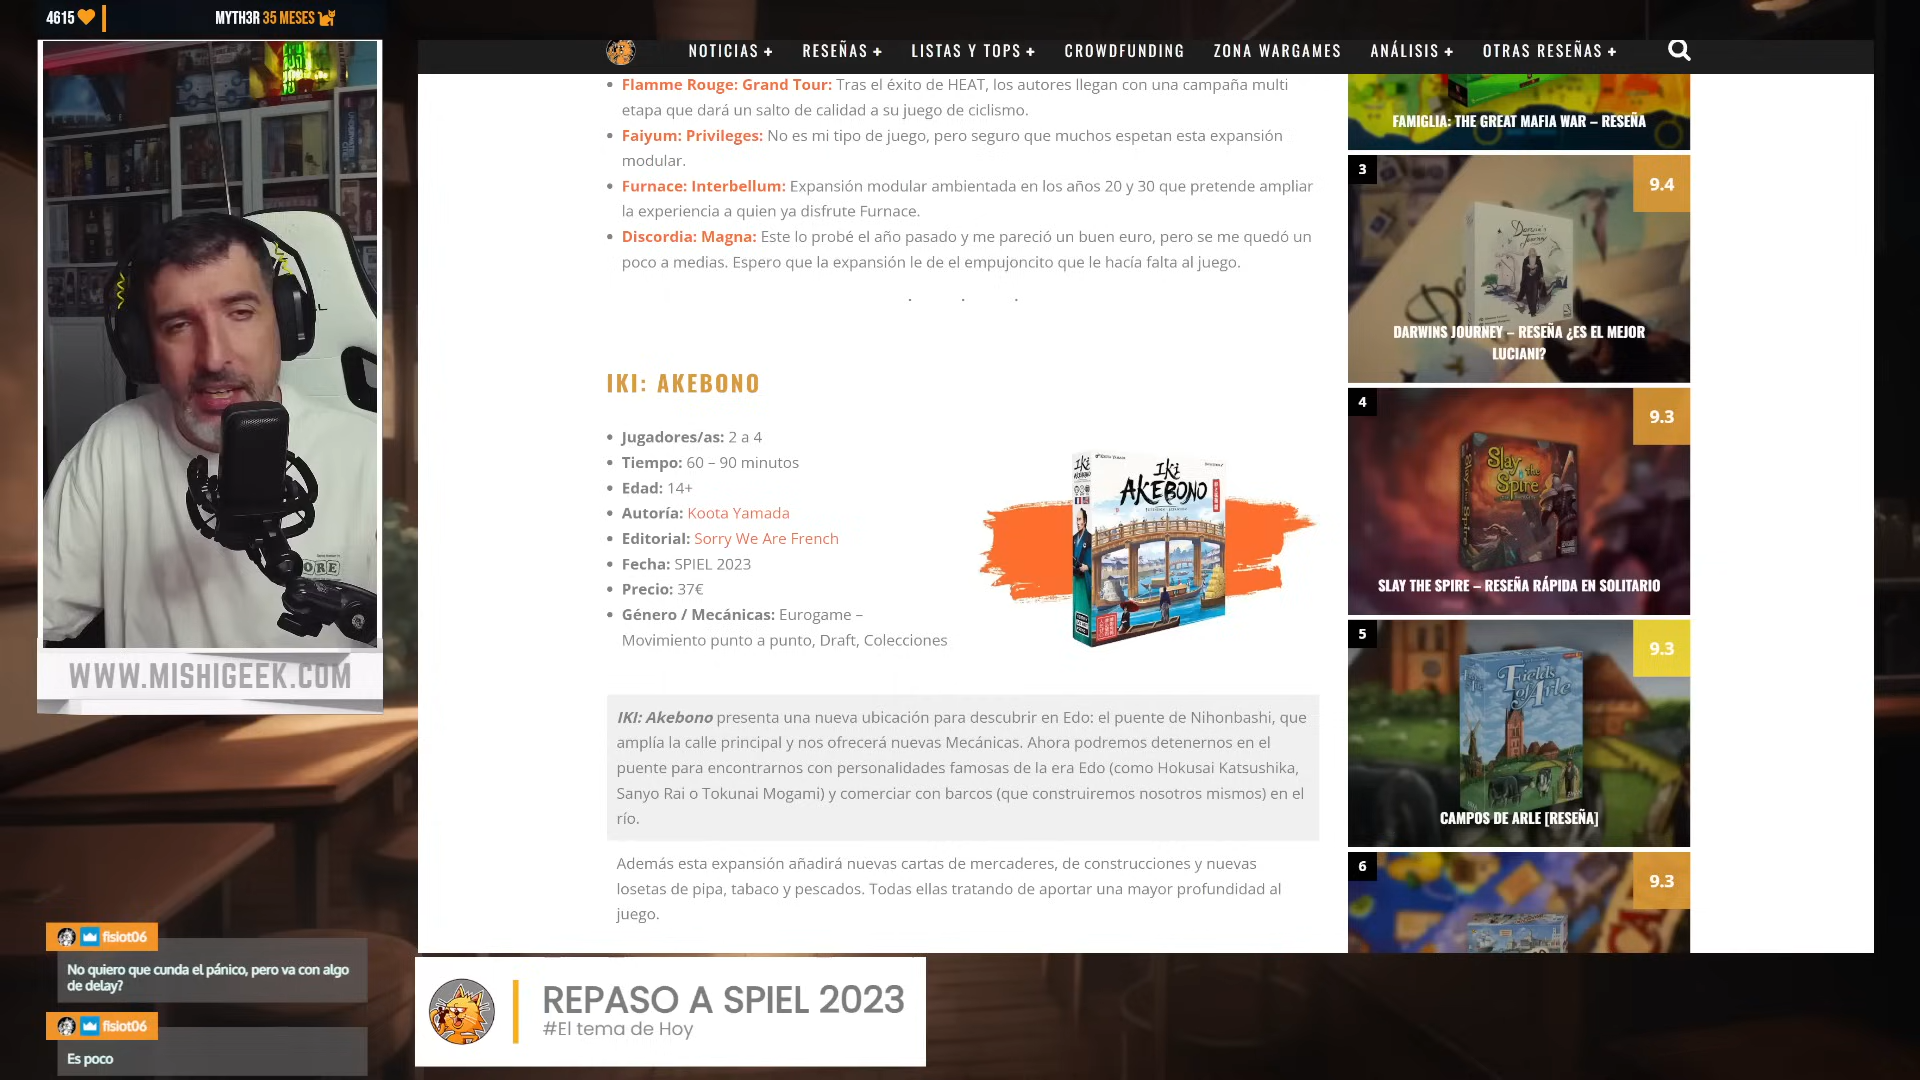 4615
MYTH3R 35 MESES
NOTICIAS +
RESEÑAS +
LISTAS Y TOPS +
CROWDFUNDING
ZONA WARGAMES
ANÁLISIS +
OTRAS RESEÑAS +
Flamme Rouge: Grand Tour: Tras el éxito de HEAT, los autores llegan con una campaña multi
etapa que dará un salto de calidad a su juego de ciclismo.
Faiyum: Privileges: No es mi tipo de juego, pero seguro que muchos espetan esta expansión
modular.
Furnace: Interbellum: Expansión modular ambientada en los años 20 y 30 que pretende ampliar
la experiencia a quien ya disfrute Furnace.
Discordia: Magna: Este lo probé el año pasado y me pareció un buen euro, pero se me quedó un
poco a medias. Espero que la expansión le de el empujoncito que le hacía falta al juego.
. . .
IKI: AKEBONO
Jugadores/as: 2 a 4
Tiempo: 60 – 90 minutos
Edad: 14+
Autoría: Koota Yamada
Editorial: Sorry We Are French
Fecha: SPIEL 2023
Precio: 37€
Género / Mecánicas: Eurogame –
Movimiento punto a punto, Draft, Colecciones
IKI
AKEBONO
IKI: Akebono presenta una nueva ubicación para descubrir en Edo: el puente de Nihonbashi, que
amplía la calle principal y nos ofrecerá nuevas Mecánicas. Ahora podremos detenernos en el
puente para encontrarnos con personalidades famosas de la era Edo (como Hokusai Katsushika,
Sanyo Rai o Tokunai Mogami) y comerciar con barcos (que construiremos nosotros mismos) en el
río.
Además esta expansión añadirá nuevas cartas de mercaderes, de construcciones y nuevas
losetas de pipa, tabaco y pescados. Todas ellas tratando de aportar una mayor profundidad al
juego.
FAMIGLIA: THE GREAT MAFIA WAR – RESEÑA
3
9.4
Darwin's
Journey
DARWINS JOURNEY – RESEÑA ¿ES EL MEJOR
LUCIANI?
4
9.3
Slay the
Spire
SLAY THE SPIRE – RESEÑA RÁPIDA EN SOLITARIO
5
9.3
Fields
of Arle
CAMPOS DE ARLE [RESEÑA]
6
9.3
WWW.MISHIGEEK.COM
fisiot06
No quiero que cunda el pánico, pero va con algo
de delay?
fisiot06
Es poco
REPASO A SPIEL 2023
#El tema de Hoy